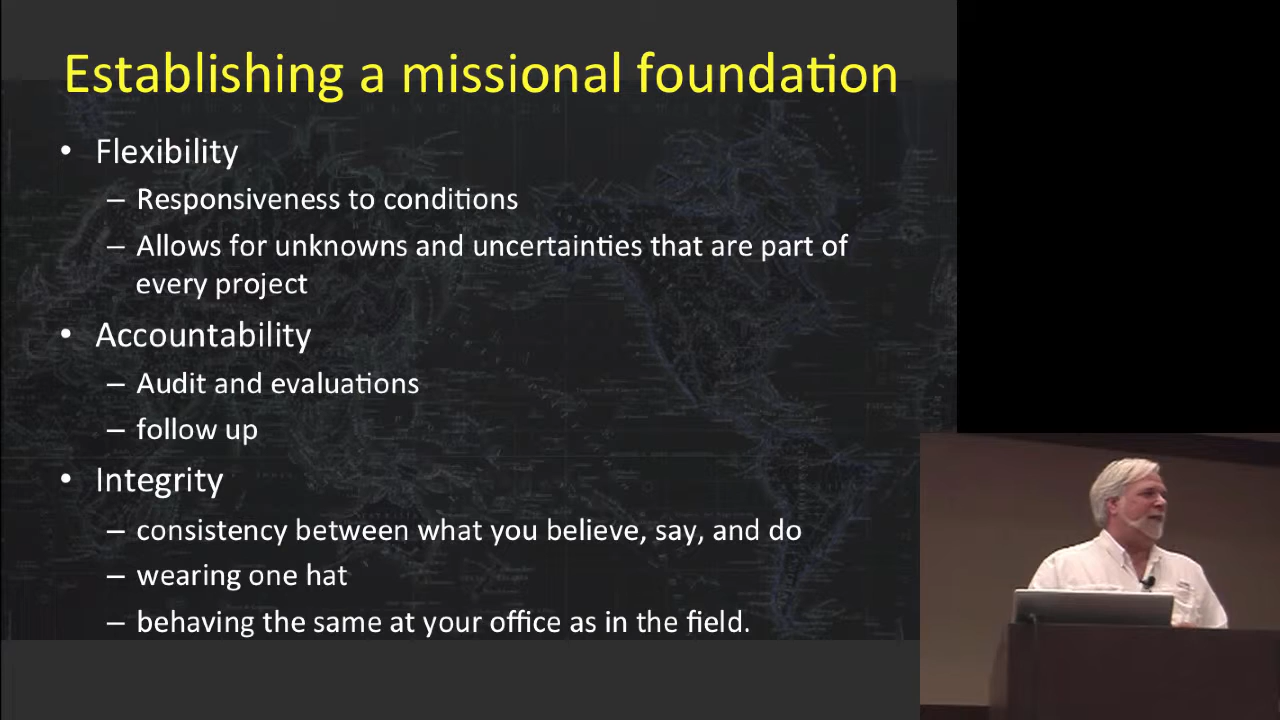 Establishing a missional foundation
• Flexibility
– Responsiveness to conditions
– Allows for unknowns and uncertainties that are part of
every project
• Accountability
– Audit and evaluations
– follow up
• Integrity
– consistency between what you believe, say, and do
– wearing one hat
– behaving the same at your office as in the field.